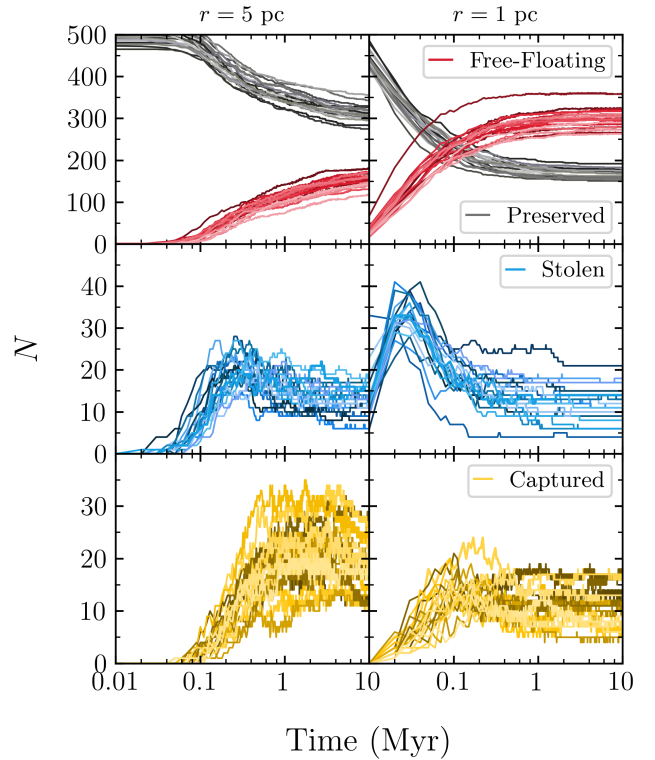 r = 5 pc
r = 1 pc
500
400
300
200
100
0
Free-Floating
Preserved
N
40
30
20
10
0
Stolen
30
20
10
0
Captured
0.01
0.1
1
10
0.1
1
10
Time (Myr)